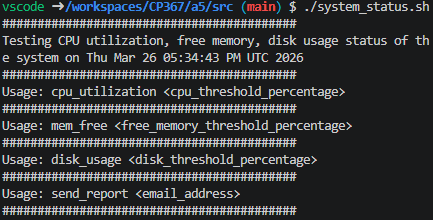 vscode ➜/workspaces/CP367/a5/src (main) $ ./system_status.sh
########################################
Testing CPU utilization, free memory, disk usage status of th
e system on Thu Mar 26 05:34:43 PM UTC 2026
########################################
Usage: cpu_utilization <cpu_threshold_percentage>
########################################
Usage: mem_free <free_memory_threshold_percentage>
########################################
Usage: disk_usage <disk_threshold_percentage>
########################################
Usage: send_report <email_address>
########################################